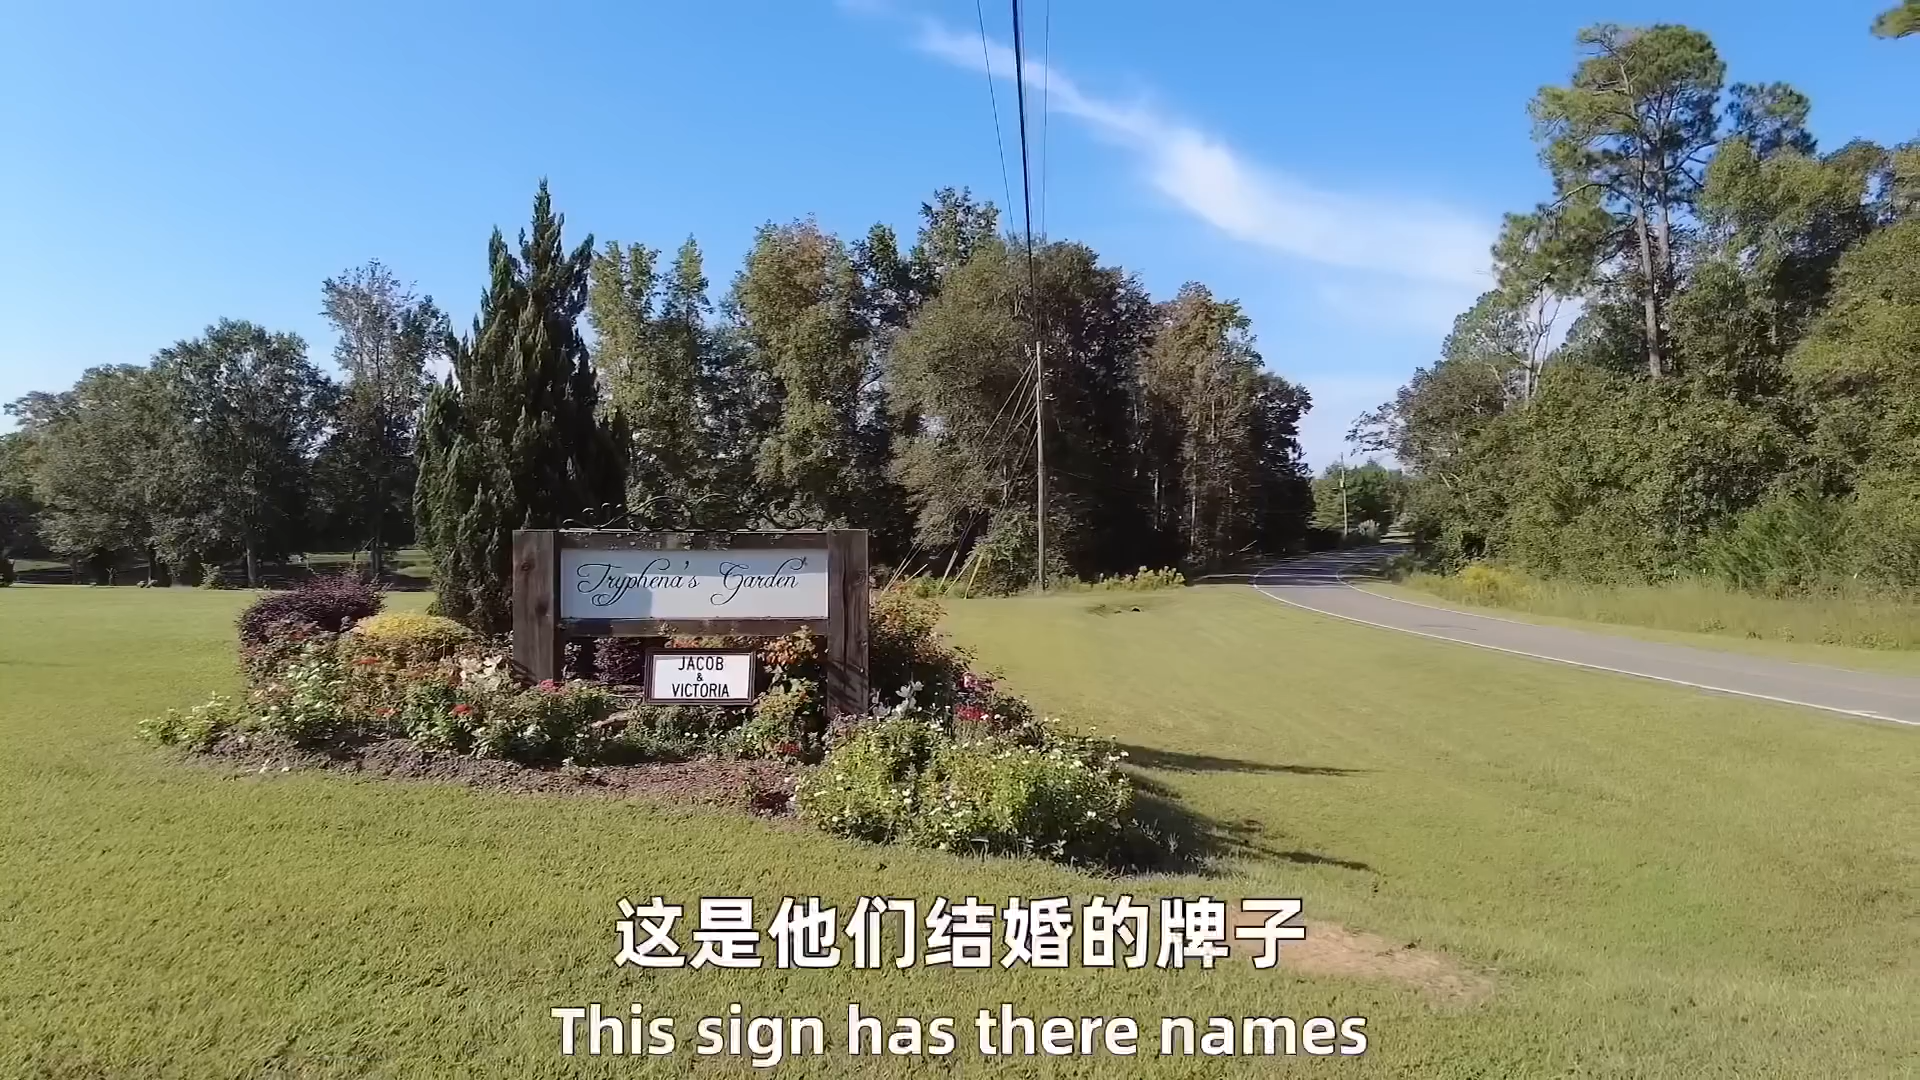 Tryphena's Garden
JACOB
&
VICTORIA
这是他们结婚的牌子
This sign has there names